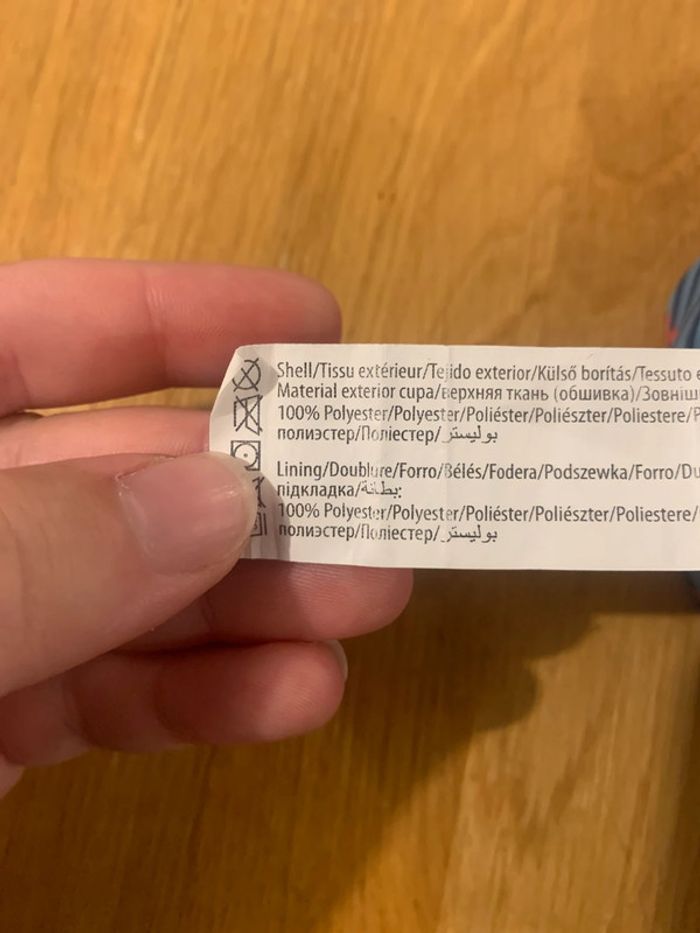 Shell/Tissu extérieur/Tejido exterior/Külső borítás/Tessuto
Material exterior cupa/верхняя ткань (обшивка)/
100% Polyester/Polyester/Poliéster/Poliészter/Poliestere/
полиэстер/Поліестер/بوليستر
Lining/Doublure/Forro/Bélés/Fodera/Podszewka/Forro/
підкладка/بطانة:
100% Polyester/Polyester/Poliéster/Poliészter/Poliestere/
полиэстер/Поліестер/بوليستر